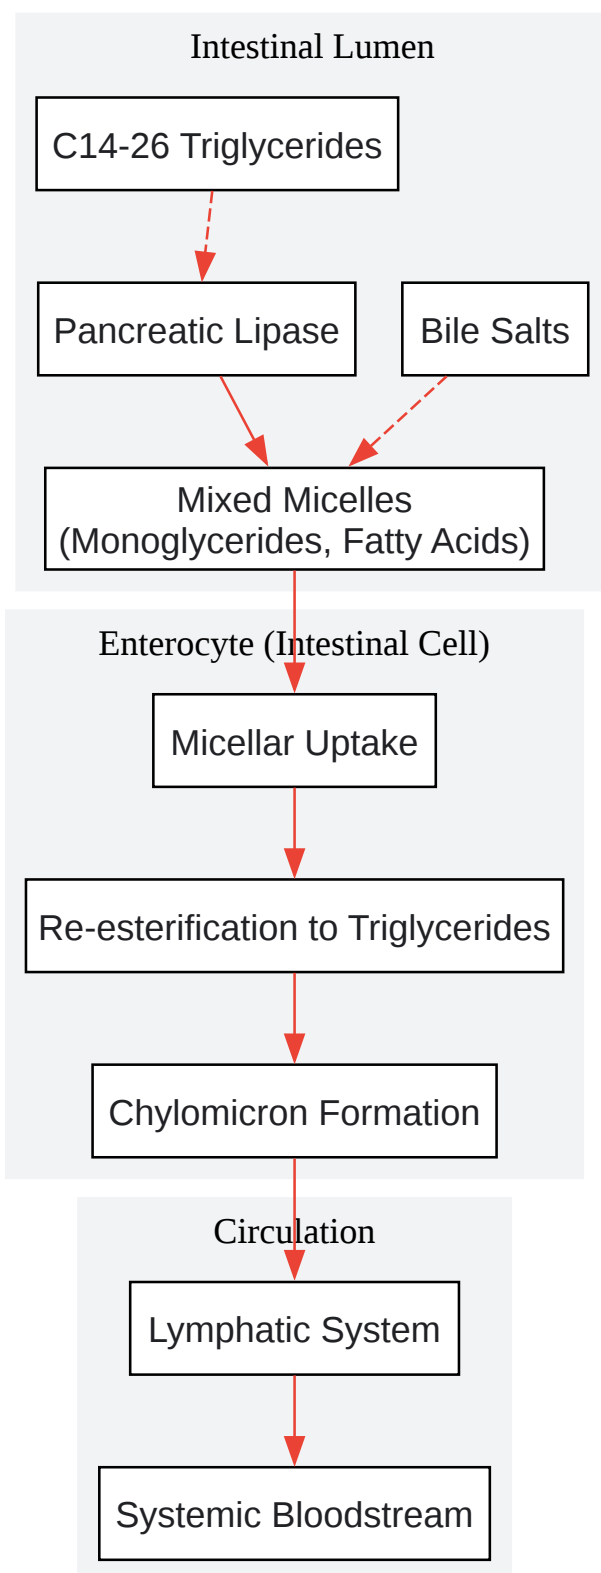 Intestinal Lumen
C14-26 Triglycerides
Pancreatic Lipase
Bile Salts
Mixed Micelles
(Monoglycerides, Fatty Acids)
Enterocyte (Intestinal Cell)
Micellar Uptake
Re-esterification to Triglycerides
Chylomicron Formation
Circulation
Lymphatic System
Systemic Bloodstream